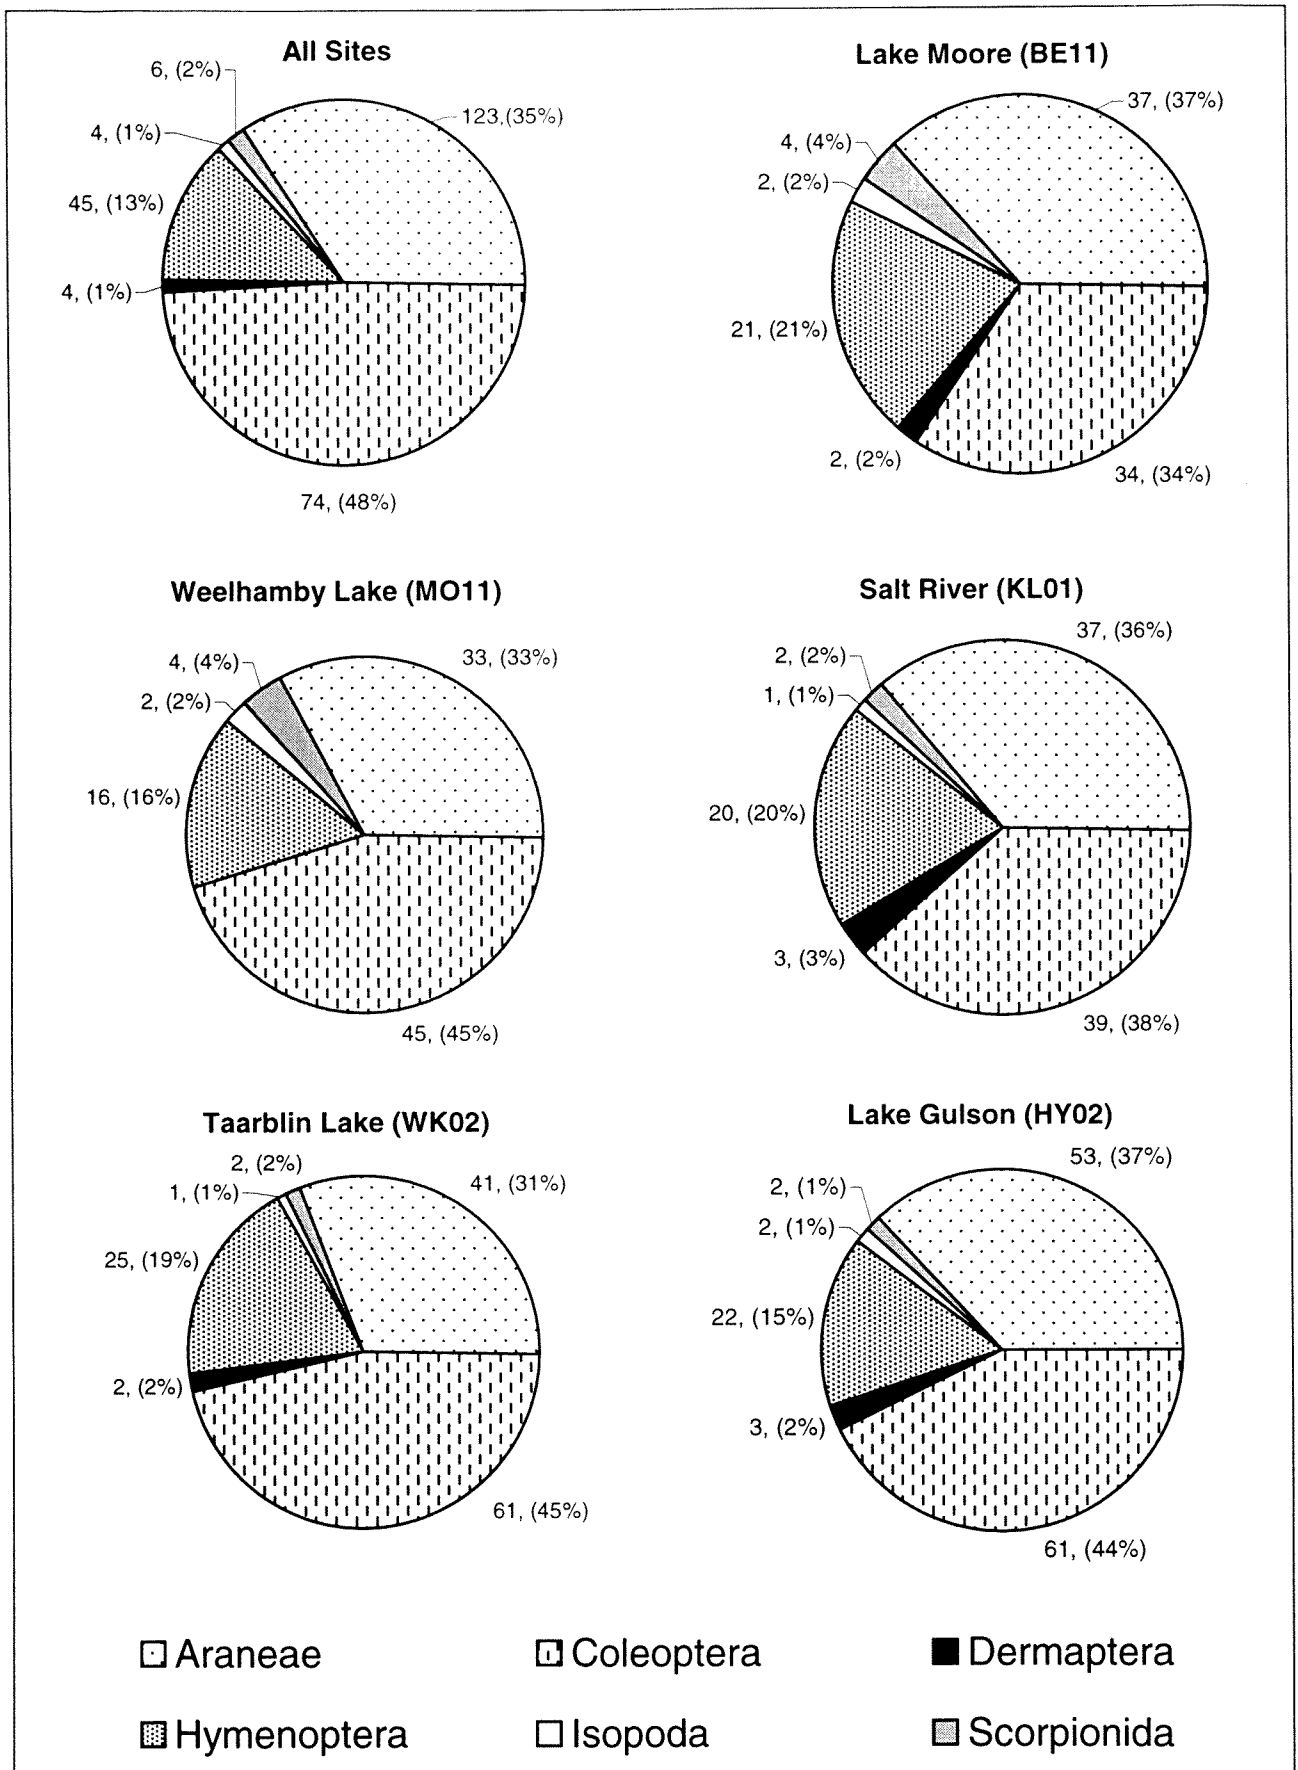 All Sites
6, (2%)
123,(35%)
4, (1%)
45, (13%)
4, (1%)
74, (48%)
Lake Moore (BE11)
37, (37%)
4, (4%)
2, (2%)
21, (21%)
2, (2%)
34, (34%)
Weelhamby Lake (MO11)
33, (33%)
4, (4%)
2, (2%)
16, (16%)
45, (45%)
Salt River (KL01)
37, (36%)
2, (2%)
1, (1%)
20, (20%)
3, (3%)
39, (38%)
Taarblin Lake (WK02)
2, (2%)
41, (31%)
1, (1%)
25, (19%)
2, (2%)
61, (45%)
Lake Gulson (HY02)
53, (37%)
2, (1%)
2, (1%)
22, (15%)
3, (2%)
61, (44%)
Araneae
Coleoptera
Dermaptera
Hymenoptera
Isopoda
Scorpionida